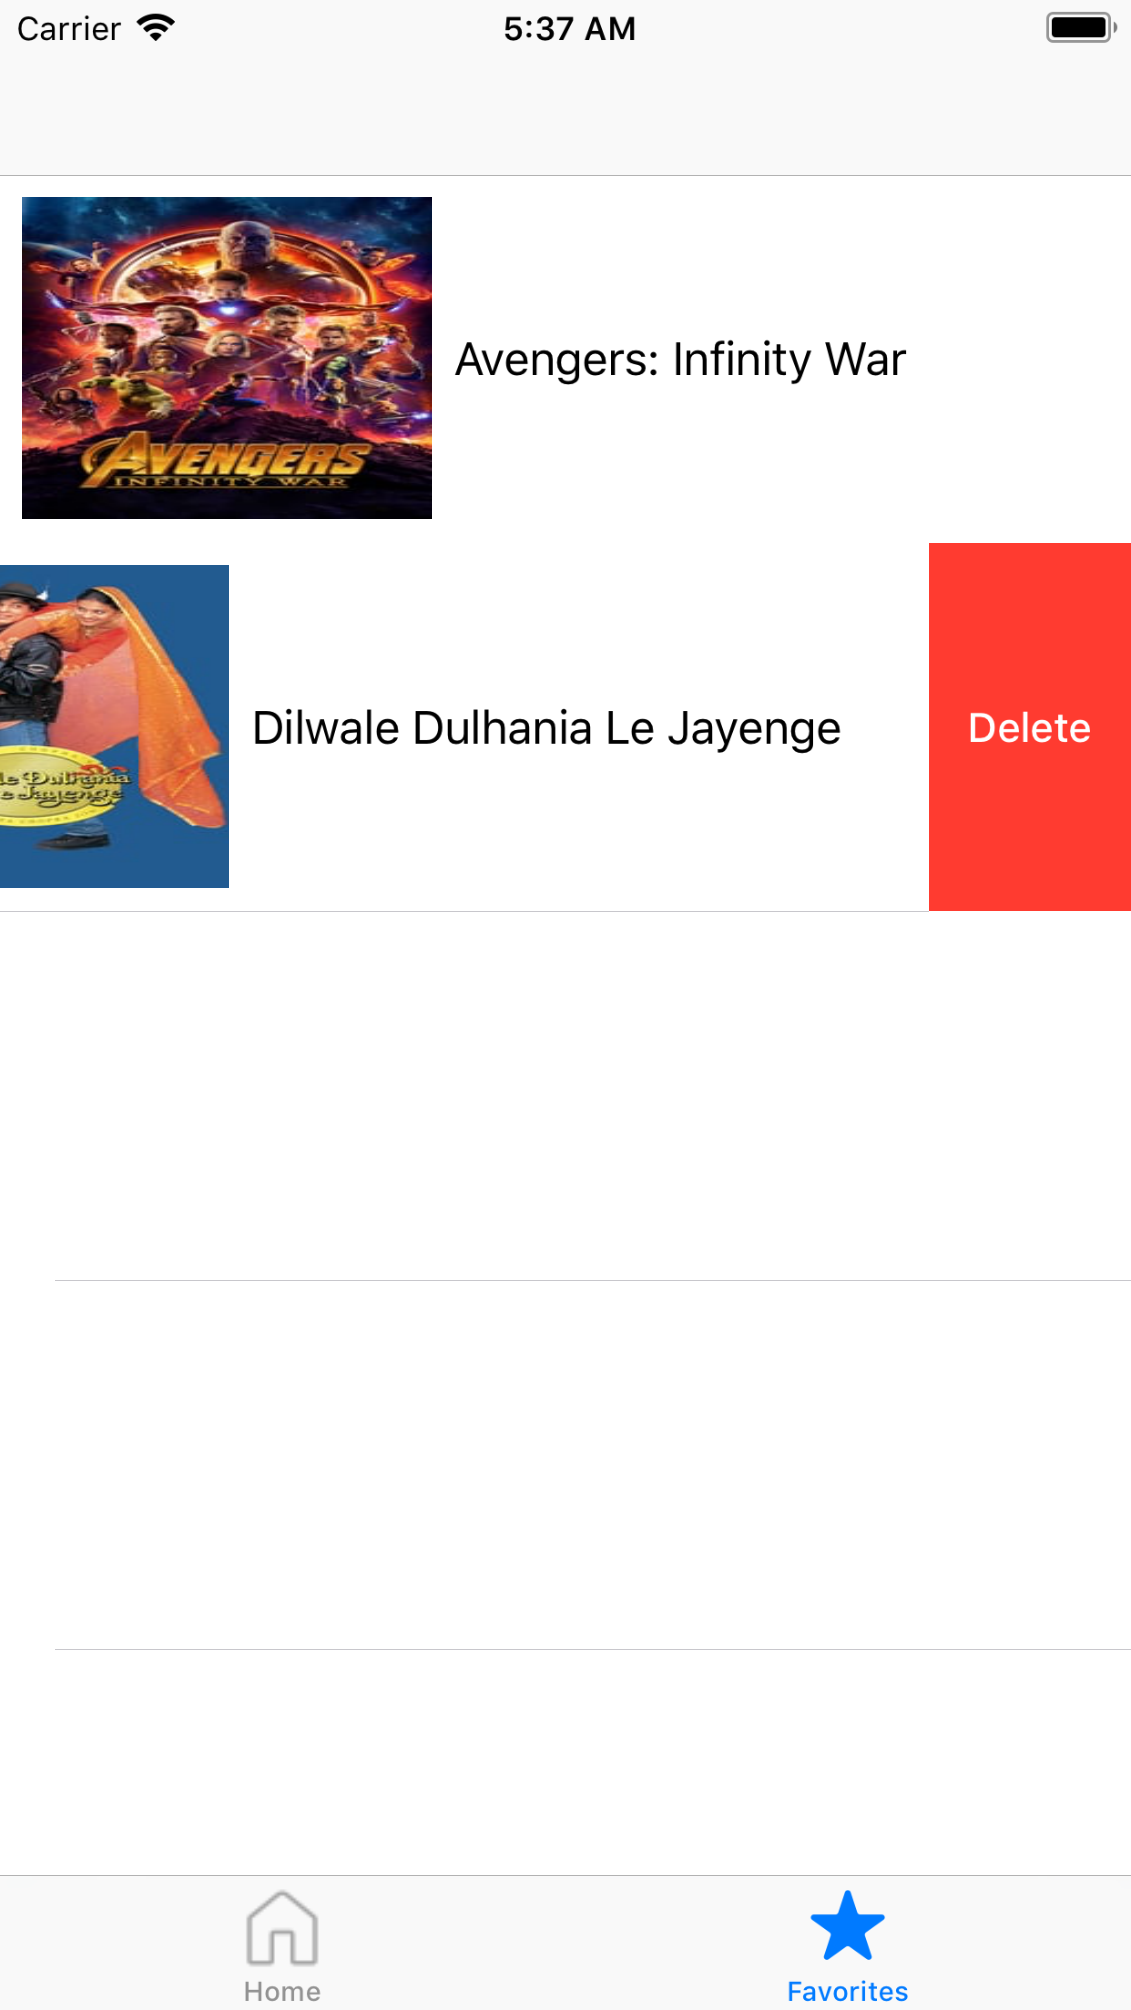 Carrier
5:37 AM
AVENGERS
INFINITY WAR
Avengers: Infinity War
le Dulhania
e Jayenge
Dilwale Dulhania Le Jayenge
Delete
Home
Favorites